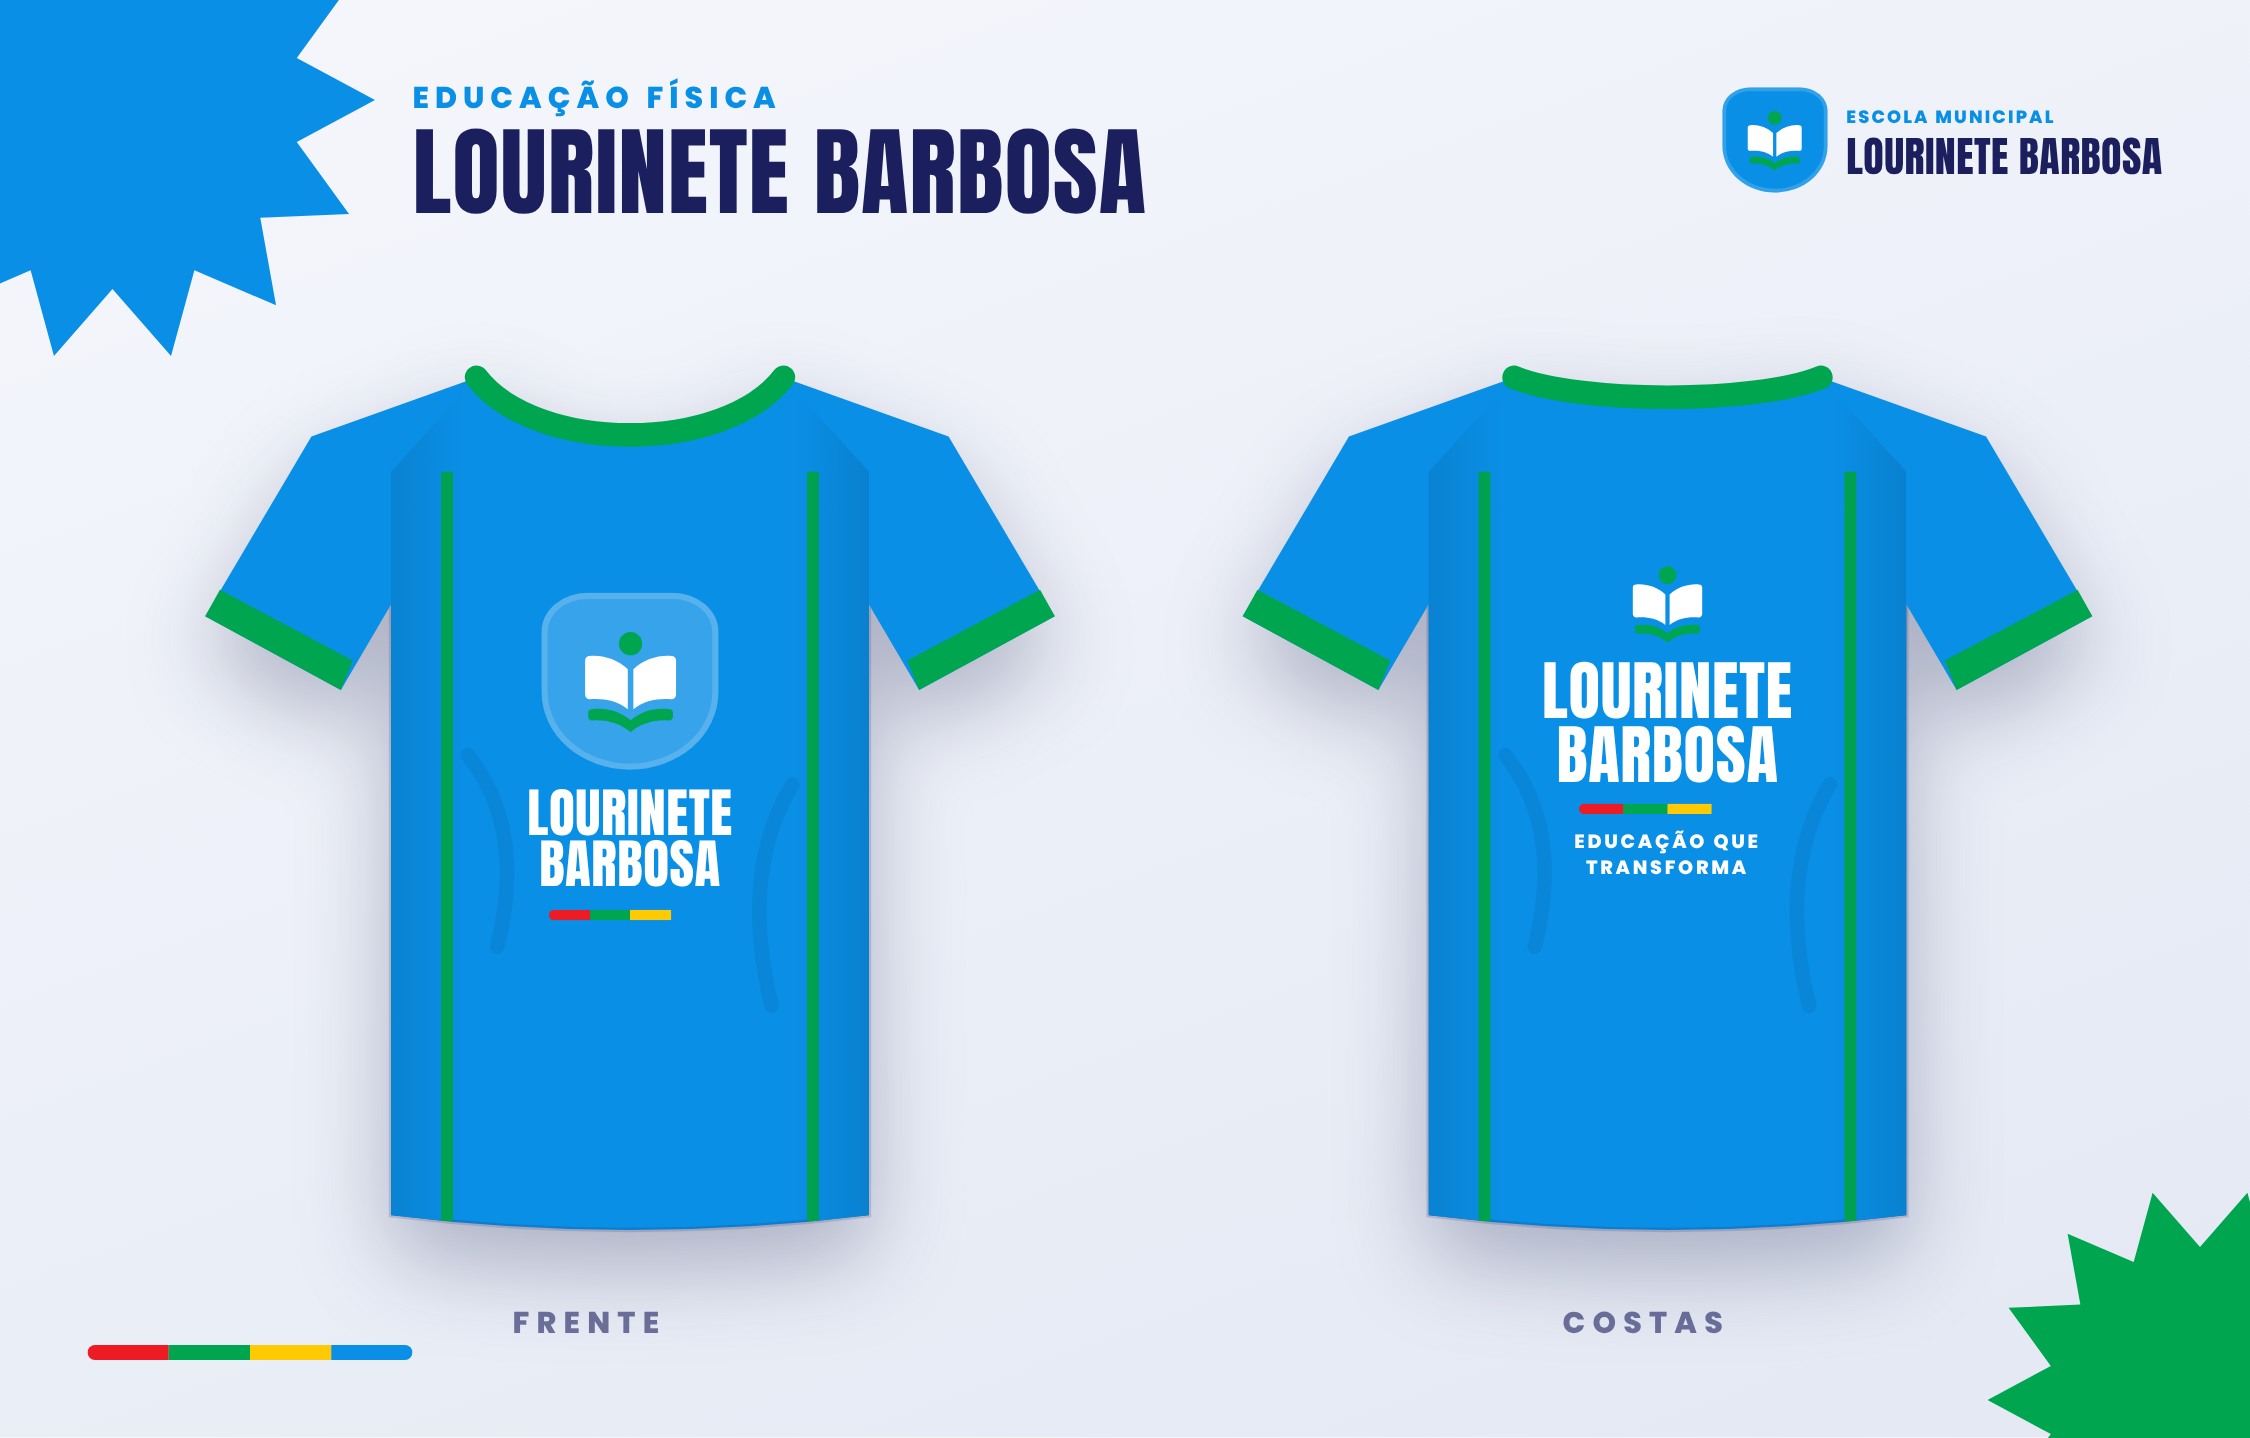 EDUCAÇÃO FÍSICA
LOURINETE BARBOSA
ESCOLA MUNICIPAL
LOURINETE BARBOSA
LOURINETE
BARBOSA
LOURINETE
BARBOSA
EDUCAÇÃO QUE
TRANSFORMA
FRENTE
COSTAS